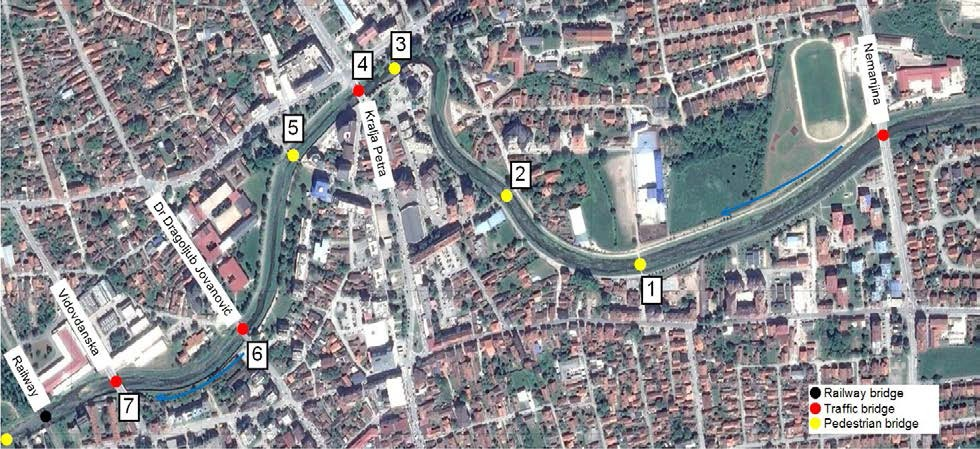 3
4
Nemanjina
5
Kralja Petra
2
Dr Dragoljub Jovanović
1
Vidovdanska
6
Railway
7
Railway bridge
Traffic bridge
Pedestrian bridge